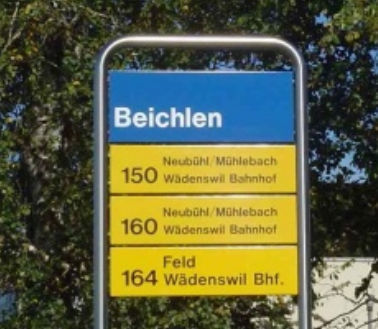 Beichlen
Neubühl/Mühlebach
150 Wädenswil Bahnhof
Neubühl/Mühlebach
160 Wädenswil Bahnhof
Feld
164 Wädenswil Bhf.